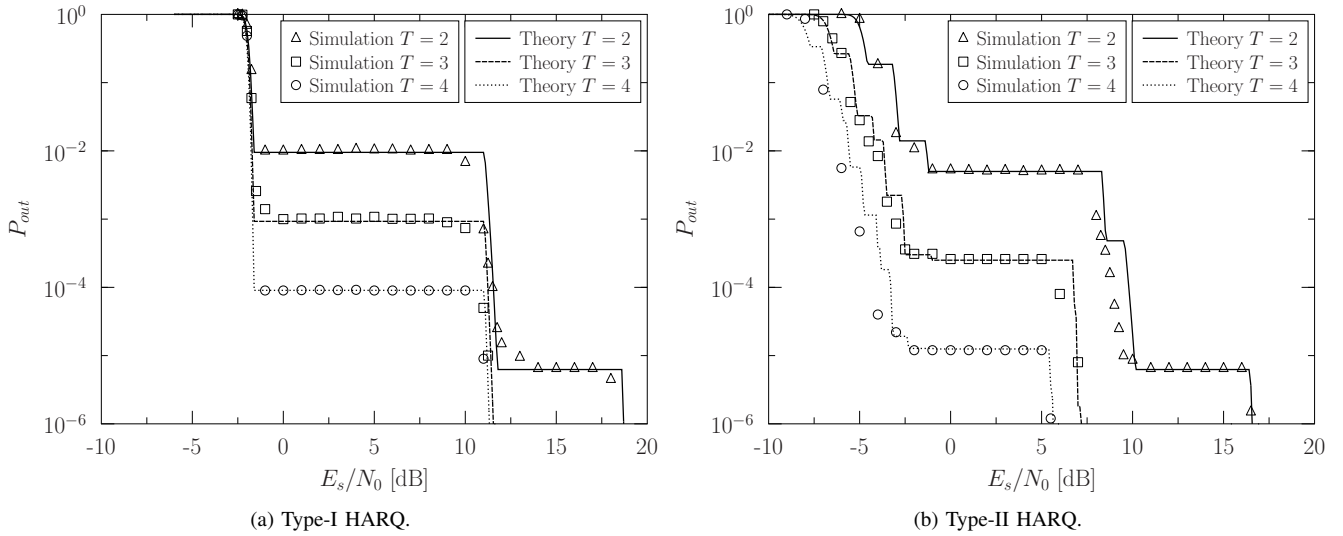 10^0
10^-2
10^-4
10^-6
P_out
-10
-5
0
5
10
15
20
E_s/N_0 [dB]
Simulation T = 2
Simulation T = 3
Simulation T = 4
Theory T = 2
Theory T = 3
Theory T = 4
(a) Type-I HARQ.
10^0
10^-2
10^-4
10^-6
P_out
-10
-5
0
5
10
15
20
E_s/N_0 [dB]
Simulation T = 2
Simulation T = 3
Simulation T = 4
Theory T = 2
Theory T = 3
Theory T = 4
(b) Type-II HARQ.